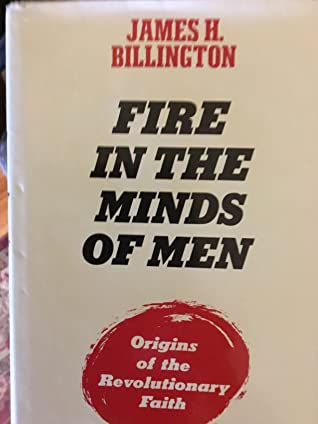 JAMES H.
BILLINGTON
FIRE
IN THE
MINDS
OF MEN
Origins
of the
Revolutionary
Faith